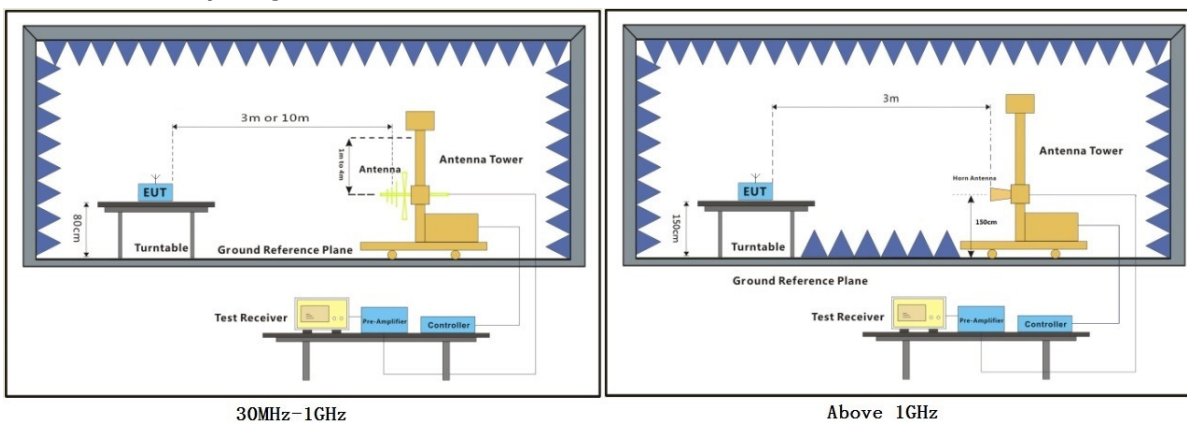 3m or 10m
1m to 4m
Antenna
Antenna Tower
EUT
80cm
Turntable
Ground Reference Plane
Test Receiver
Pre-Amplifier
Controller
30MHz-1GHz
3m
Antenna Tower
Horn Antenna
EUT
150cm
150cm
Turntable
Ground Reference Plane
Test Receiver
Pre-Amplifier
Controller
Above 1GHz